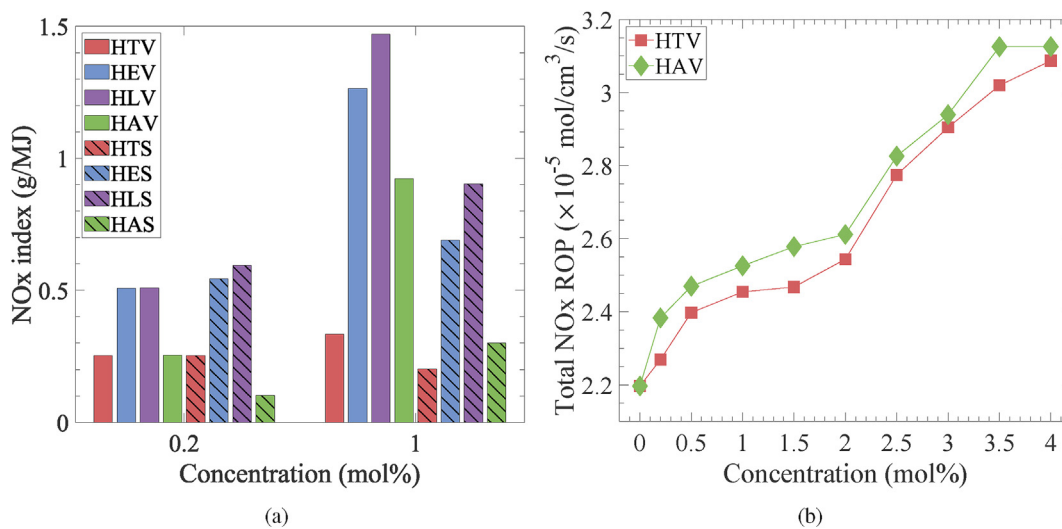 1.5
1
0.5
0
NOx index (g/MJ)
HTV
HEV
HLV
HAV
HTS
HES
HLS
HAS
0.2
1
Concentration (mol%)
(a)
3.2
3
2.8
2.6
2.4
2.2
Total NOx ROP (×10⁻⁵ mol/cm³/s)
HTV
HAV
0
0.5
1
1.5
2
2.5
3
3.5
4
Concentration (mol%)
(b)